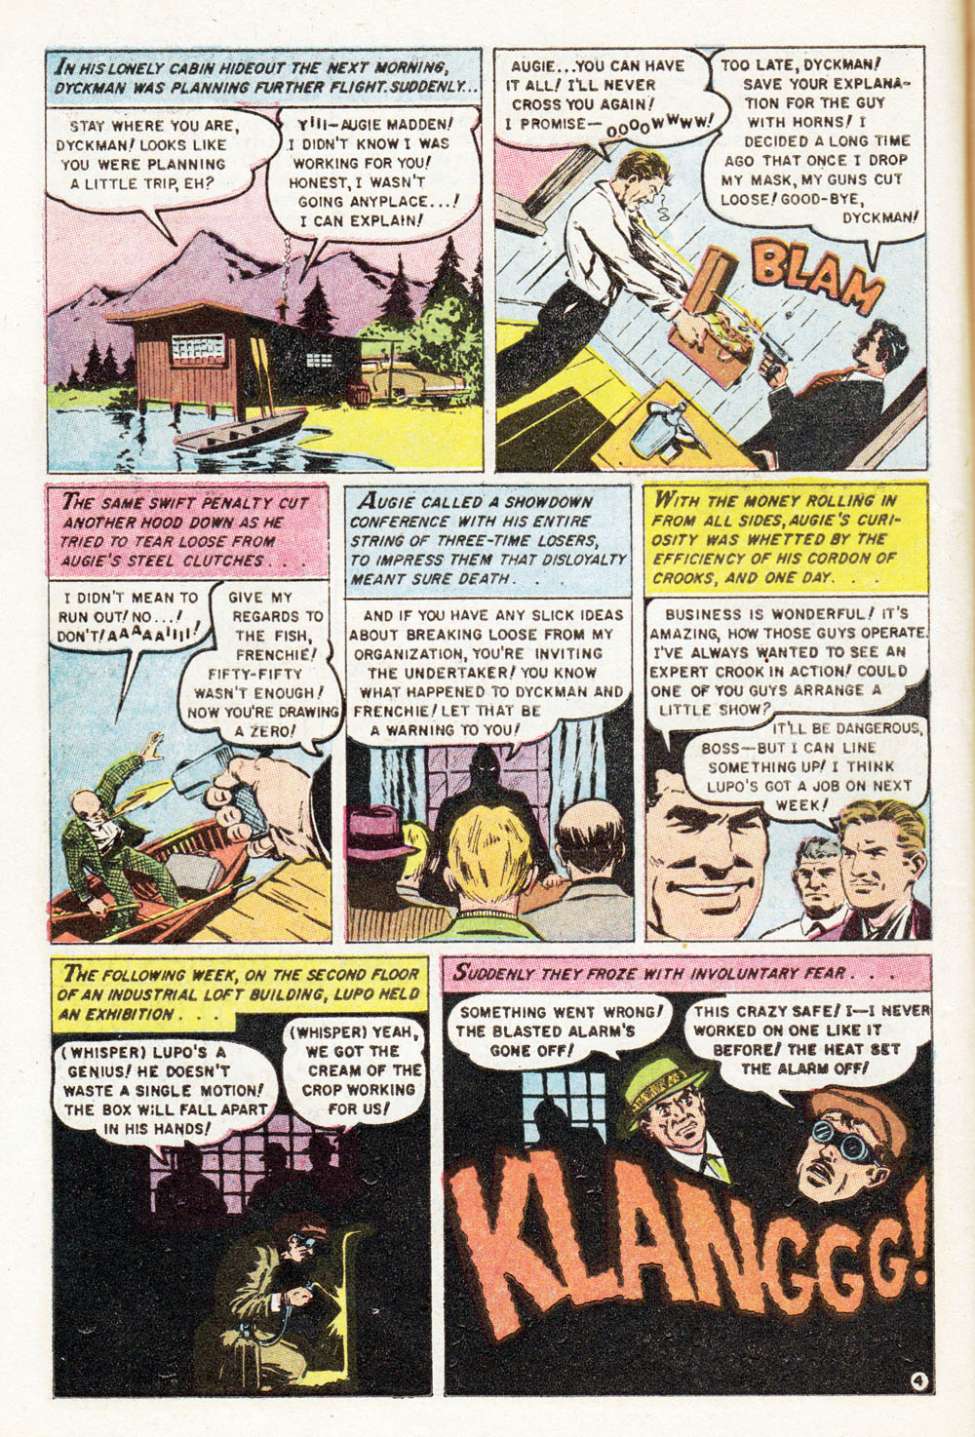 IN HIS LONELY CABIN HIDEOUT THE NEXT MORNING,
DYCKMAN WAS PLANNING FURTHER FLIGHT. SUDDENLY...
STAY WHERE YOU ARE,
DYCKMAN! LOOKS LIKE
YOU WERE PLANNING
A LITTLE TRIP, EH?
YIII-AUGIE MADDEN!
I DIDN'T KNOW I WAS
WORKING FOR YOU!
HONEST, I WASN'T
GOING ANYPLACE...!
I CAN EXPLAIN!
AUGIE...YOU CAN HAVE
IT ALL! I'LL NEVER
CROSS YOU AGAIN!
I PROMISE-OOOOWWWW!
TOO LATE, DYCKMAN!
SAVE YOUR EXPLANA-
TION FOR THE GUY
WITH HORNS! I
DECIDED A LONG TIME
AGO THAT ONCE I DROP
MY MASK, MY GUNS CUT
LOOSE! GOOD-BYE,
DYCKMAN!
BLAM
THE SAME SWIFT PENALTY CUT
ANOTHER HOOD DOWN AS HE
TRIED TO TEAR LOOSE FROM
AUGIE'S STEEL CLUTCHES . . .
I DIDN'T MEAN TO
RUN OUT! NO...!
DON'T! AAAAAIIII!
GIVE MY
REGARDS TO
THE FISH,
FRENCHIE!
FIFTY-FIFTY
WASN'T ENOUGH!
NOW YOU'RE DRAWING
A ZERO!
AUGIE CALLED A SHOWDOWN
CONFERENCE WITH HIS ENTIRE
STRING OF THREE-TIME LOSERS,
TO IMPRESS THEM THAT DISLOYALTY
MEANT SURE DEATH. . . .
AND IF YOU HAVE ANY SLICK IDEAS
ABOUT BREAKING LOOSE FROM MY
ORGANIZATION, YOU'RE INVITING
THE UNDERTAKER! YOU KNOW
WHAT HAPPENED TO DYCKMAN AND
FRENCHIE! LET THAT BE
A WARNING TO YOU!
WITH THE MONEY ROLLING IN
FROM ALL SIDES, AUGIE'S CURI-
OSITY WAS WHETTED BY THE
EFFICIENCY OF HIS CORDON OF
CROOKS, AND ONE DAY. . . .
BUSINESS IS WONDERFUL! IT'S
AMAZING, HOW THOSE GUYS OPERATE.
I'VE ALWAYS WANTED TO SEE AN
EXPERT CROOK IN ACTION! COULD
ONE OF YOU GUYS ARRANGE A
LITTLE SHOW?
IT'LL BE DANGEROUS,
BOSS-BUT I CAN LINE
SOMETHING UP! I THINK
LUPO'S GOT A JOB ON NEXT
WEEK!
THE FOLLOWING WEEK, ON THE SECOND FLOOR
OF AN INDUSTRIAL LOFT BUILDING, LUPO HELD
AN EXHIBITION . . .
(WHISPER) LUPO'S A
GENIUS! HE DOESN'T
WASTE A SINGLE MOTION!
THE BOX WILL FALL APART
IN HIS HANDS!
(WHISPER) YEAH,
WE GOT THE
CREAM OF THE
CROP WORKING
FOR US!
SUDDENLY THEY FROZE WITH INVOLUNTARY FEAR . . .
SOMETHING WENT WRONG!
THE BLASTED ALARM'S
GONE OFF!
THIS CRAZY SAFE! I-I NEVER
WORKED ON ONE LIKE IT
BEFORE! THE HEAT SET
THE ALARM OFF!
KLANGGG!
4